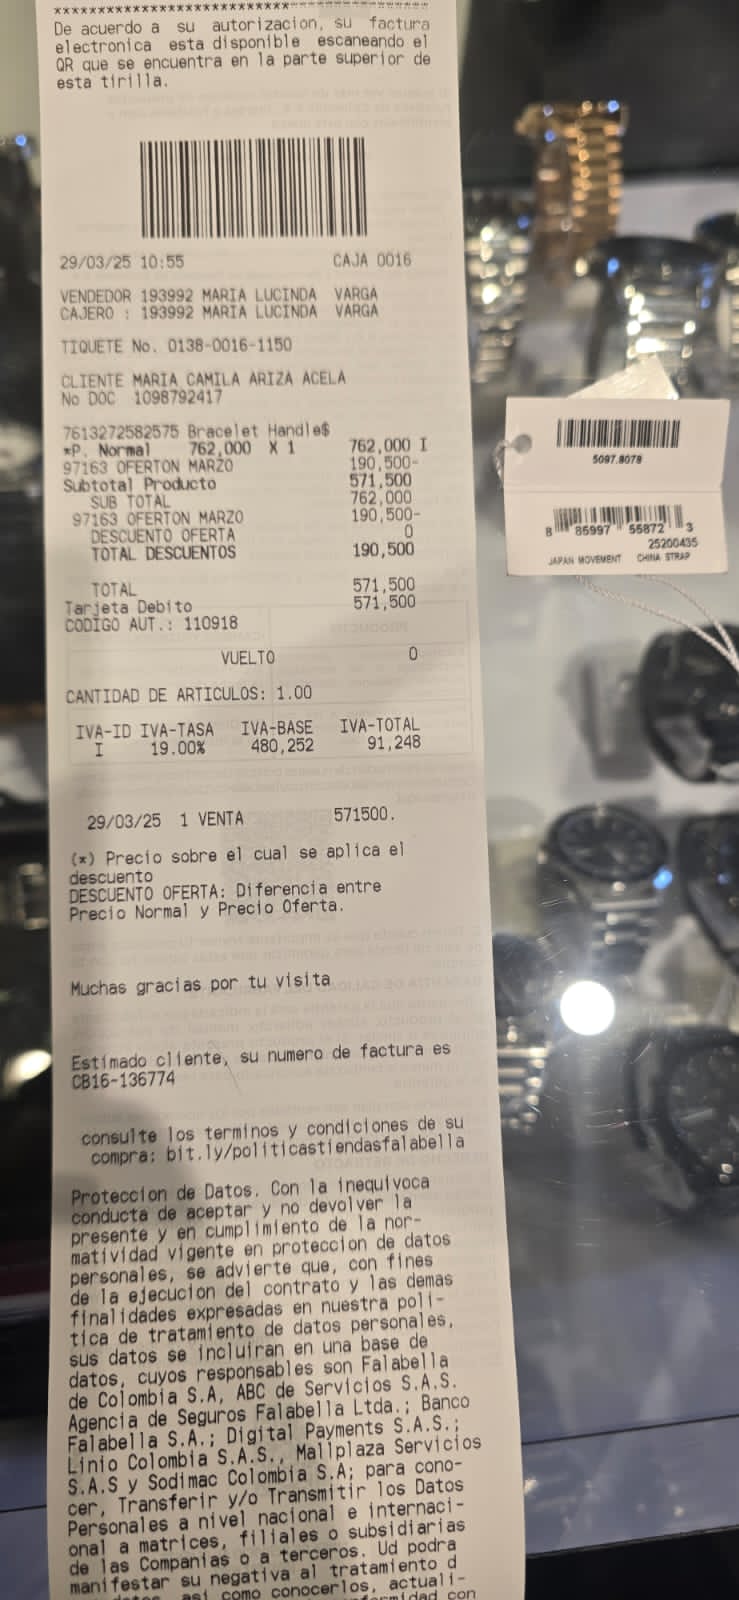 De acuerdo a su autorizacion, su factura
electronica esta disponible escaneando el
QR que se encuentra en la parte superior de
esta tirilla.
29/03/25 10:55 CAJA 0016
VENDEDOR 193992 MARIA LUCINDA VARGA
CAJERO : 193992 MARIA LUCINDA VARGA
TIQUETE No. 0138-0016-1150
CLIENTE MARIA CAMILA ARIZA ACELA
No DOC 1098792417
7613272582575 Bracelet Handle$
*P. Normal 762,000 X 1 762,000 I
97163 OFERTON MARZO 190,500-
Subtotal Producto 571,500
SUB TOTAL 762,000
97163 OFERTON MARZO 190,500-
DESCUENTO OFERTA 0
TOTAL DESCUENTOS 190,500
TOTAL 571,500
Tarjeta Debito 571,500
CODIGO AUT.: 110918
VUELTO 0
CANTIDAD DE ARTICULOS: 1.00
IVA-ID IVA-TASA IVA-BASE IVA-TOTAL
I 19.00% 480,252 91,248
29/03/25 1 VENTA 571500.
(*) Precio sobre el cual se aplica el
descuento
DESCUENTO OFERTA: Diferencia entre
Precio Normal y Precio Oferta.
Muchas gracias por tu visita
Estimado cliente, su numero de factura es
CB16-136774
consulte los terminos y condiciones de su
compra: bit.ly/politicastiendasfalabella
Proteccion de Datos. Con la inequivoca
conducta de aceptar y no devolver la
presente y en cumplimiento de la nor-
matividad vigente en proteccion de datos
personales, se advierte que, con fines
de la ejecucion del contrato y las demas
finalidades expresadas en nuestra poli-
tica de tratamiento de datos personales,
sus datos se incluiran en una base de
datos, cuyos responsables son Falabella
de Colombia S.A, ABC de Servicios S.A.S.
Agencia de Seguros Falabella Ltda.; Banco
Falabella S.A.; Digital Payments S.A.S.;
Linio Colombia S.A.S., Mallplaza Servicios
S.A.S y Sodimac Colombia S.A; para cono-
cer, Transferir y/o Transmitir los Datos
Personales a nivel nacional e internaci-
onal a matrices, filiales o subsidiarias
de las Companias o a terceros. Ud podra
manifestar su negativa al tratamiento d
así como conocerlos, actuali-
con
5097.8078
8 85997 55872 3
25200435
JAPAN MOVEMENT CHINA STRAP